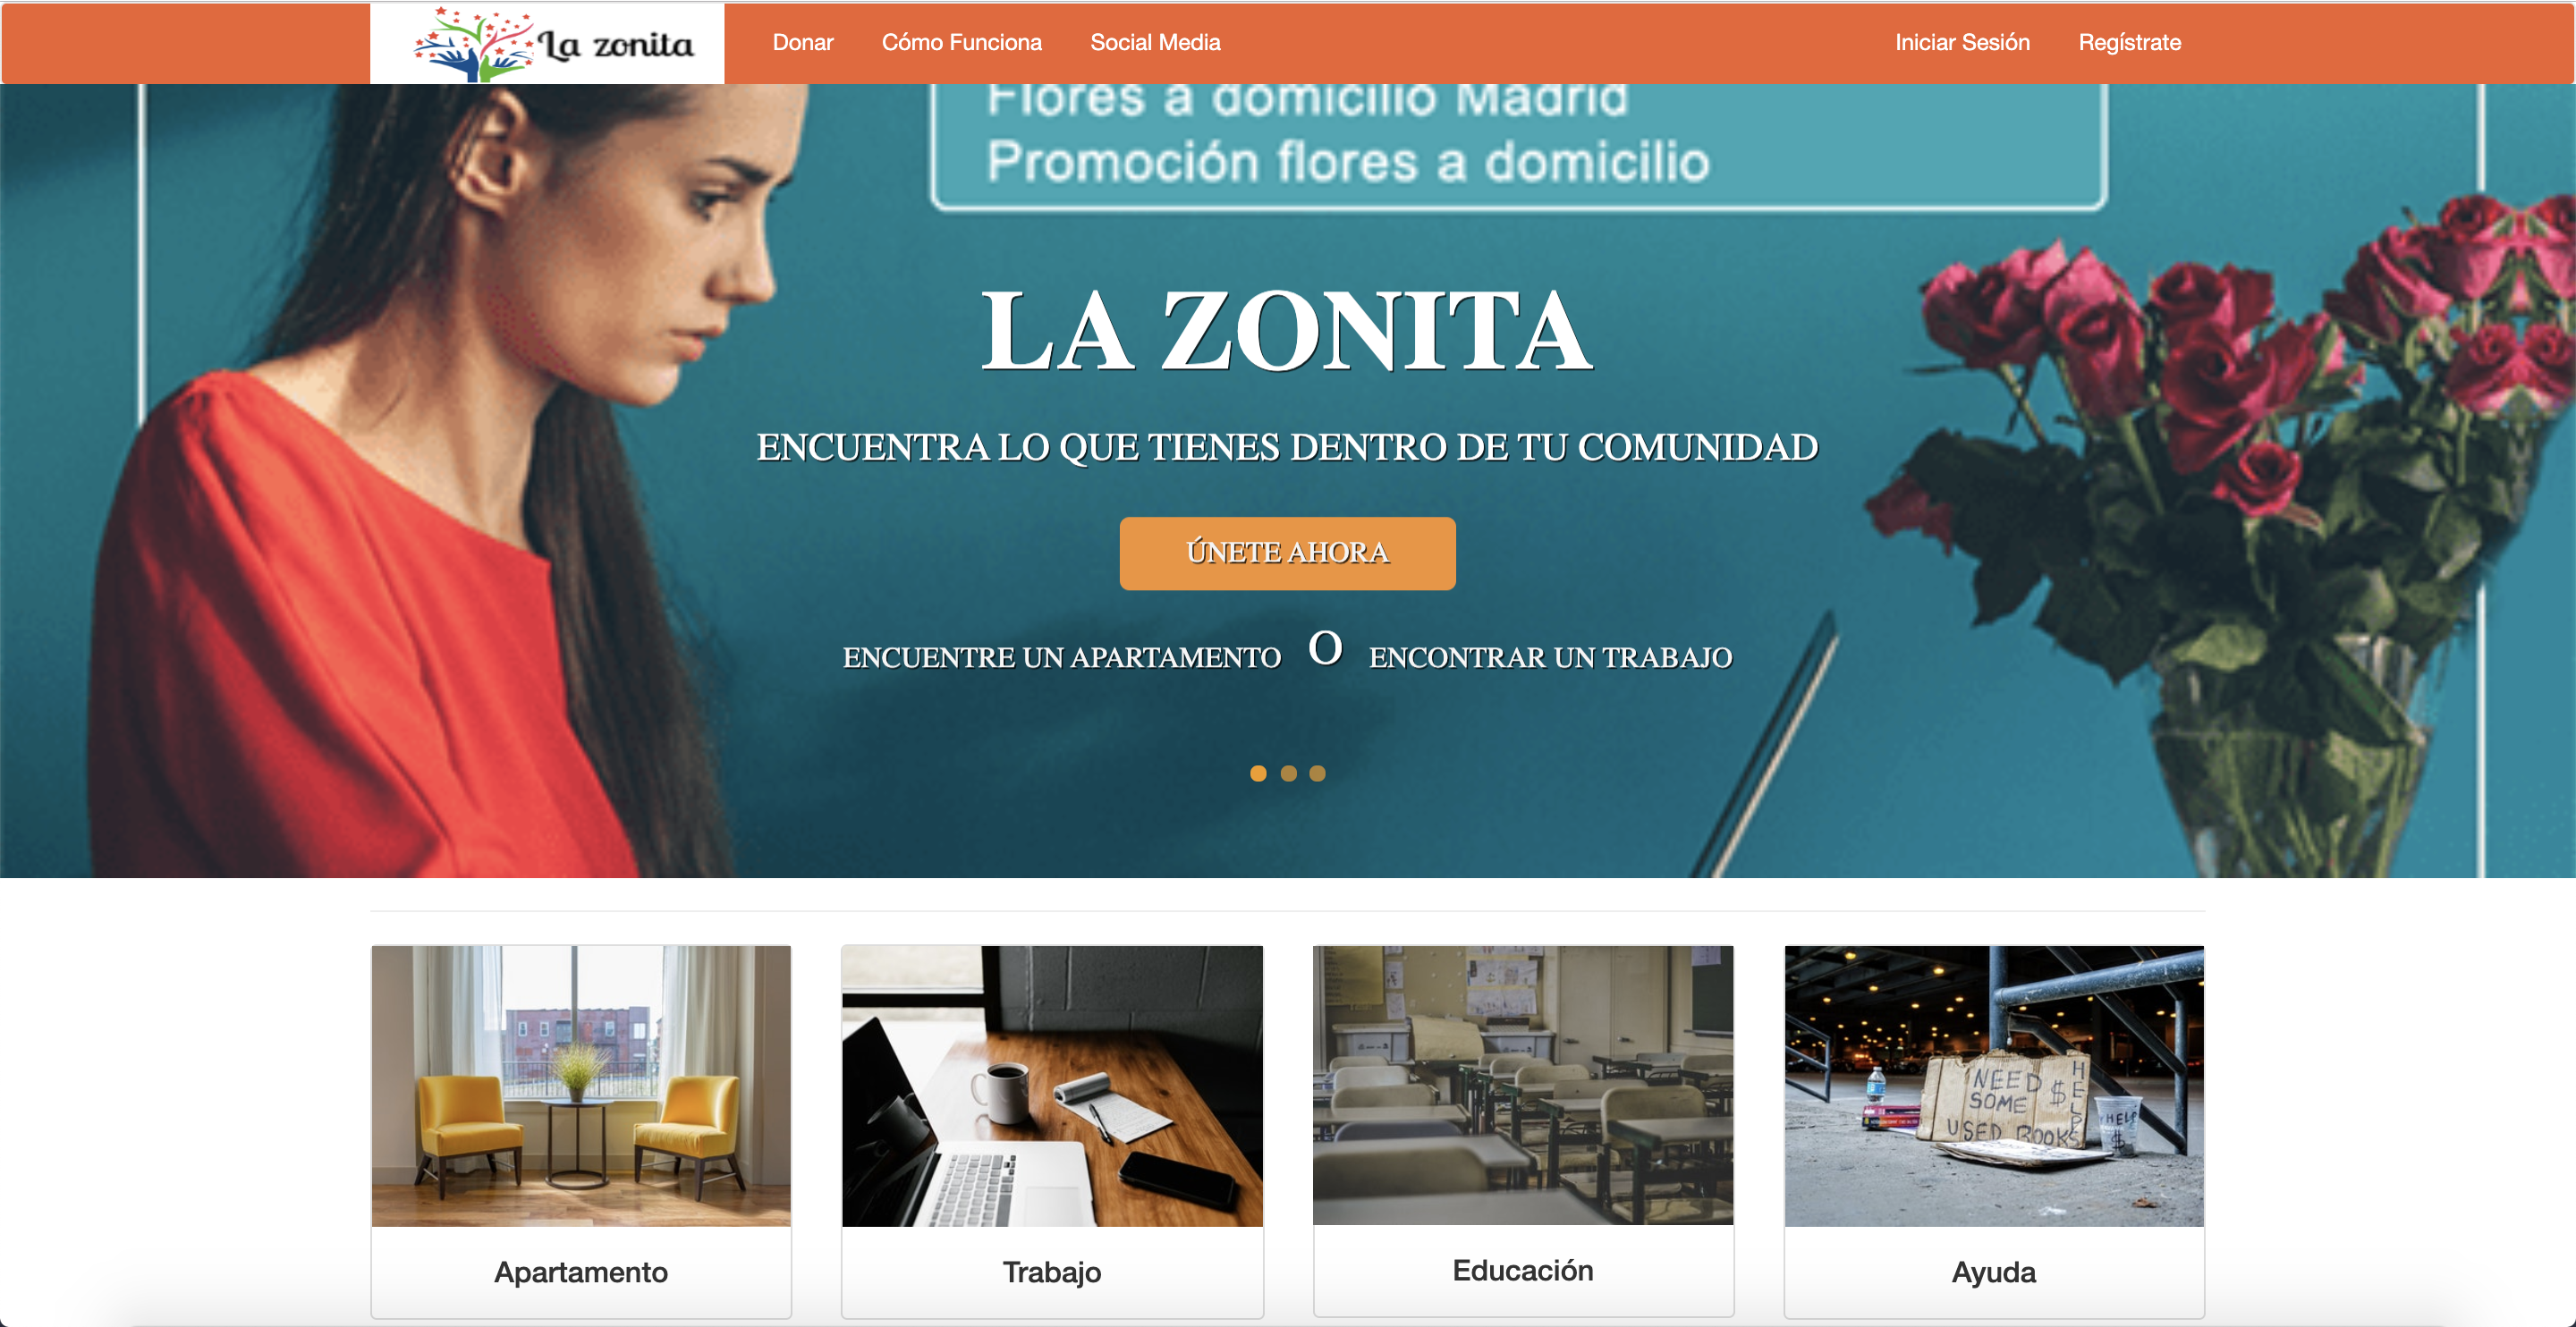 La zonita
Donar
Cómo Funciona
Social Media
Iniciar Sesión
Regístrate
Flores a domicilio Madrid
Promoción flores a domicilio
LA ZONITA
ENCUENTRA LO QUE TIENES DENTRO DE TU COMUNIDAD
ÚNETE AHORA
ENCUENTRE UN APARTAMENTO O ENCONTRAR UN TRABAJO
NEED
SOME
$
USED BOOKS
HELP
HELP
$
Apartamento
Trabajo
Educación
Ayuda